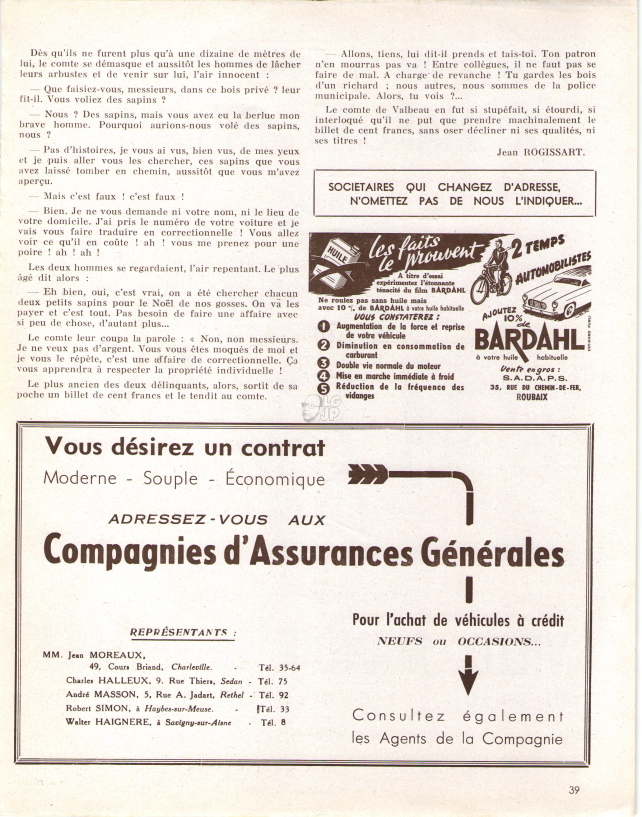 Dès qu'ils ne furent plus qu'à une dizaine de mètres de
lui, le comte se démasque et aussitôt les hommes de lâcher
leurs arbustes et de venir sur lui, l'air innocent :
— Que faisiez-vous, messieurs, dans ce bois privé ? leur
fit-il. Vous voliez des sapins ?
— Nous ? Des sapins, mais vous avez eu la berlue mon
brave homme. Pourquoi aurions-nous volé des sapins,
nous ?
— Pas d'histoires, je vous ai vus, bien vus, de mes yeux
et je puis aller vous les chercher, ces sapins que vous
avez laissé tomber en chemin, aussitôt que vous m'avez
aperçu.
— Mais c'est faux ! c'est faux !
— Bien. Je ne vous demande ni votre nom, ni le lieu de
votre domicile. J'ai pris le numéro de votre voiture et je
vais vous faire traduire en correctionnelle ! Vous allez
voir ce qu'il en coûte ! ah ! vous me prenez pour une
poire ! ah ! ah !
Les deux hommes se regardaient, l'air repentant. Le plus
âgé dit alors :
— Eh bien, oui, c'est vrai, on a été chercher chacun
deux petits sapins pour le Noël de nos gosses. On va les
payer et c'est tout. Pas besoin de faire une affaire avec
si peu de chose, d'autant plus...
Le comte leur coupa la parole : « Non, non messieurs.
Je ne veux pas d'argent. Vous vous êtes moqués de moi et
je vous le répète, c'est une affaire de correctionnelle. Ça
vous apprendra à respecter la propriété individuelle !
Le plus ancien des deux délinquants, alors, sortit de sa
poche un billet de cent francs et le tendit au comte.
— Allons, tiens, lui dit-il prends et tais-toi. Ton patron
n'en mourras pas va ! Entre collègues, il ne faut pas se
faire de mal. A charge de revanche ! Tu gardes les bois
d'un richard ; nous autres, nous sommes de la police
municipale. Alors, tu vois ?...
Le comte de Valbeau en fut si stupéfait, si étourdi, si
interloqué qu'il ne put que prendre machinalement le
billet de cent francs, sans oser décliner ni ses qualités, ni
ses titres !
Jean ROGISSART.
SOCIETAIRES QUI CHANGEZ D'ADRESSE,
N'OMETTEZ PAS DE NOUS L'INDIQUER...
HUILE
les faits
le prouvent
A titre d'essai
expérimentez l'étonnante
ténacité du film BARDAHL
Ne roulez pas sans huile mais
avec 10 % de BARDAHL à votre huile habituelle
VOUS CONSTATEREZ :
1 Augmentation de la force et reprise
de votre véhicule
2 Diminution en consommation de
carburant
3 Double vie normale du moteur
4 Mise en marche immédiate à froid
5 Réduction de la fréquence des
vidanges
2 TEMPS
AUTOMOBILISTES
AJOUTEZ
10%
de
BARDAHL
à votre huile habituelle
Vente en gros :
S.A.D.A.P.S.
35, RUE DU CHEMIN-DE-FER,
ROUBAIX
Vous désirez un contrat
Moderne - Souple - Économique
ADRESSEZ-VOUS AUX
Compagnies d'Assurances Générales
REPRÉSENTANTS :
MM. Jean MOREAUX,
49, Cours Briand, Charleville. - Tél. 35-64
Charles HALLEUX, 9. Rue Thiers, Sedan - Tél. 75
André MASSON, 5, Rue A. Jadart, Rethel - Tél. 92
Robert SIMON, à Haybes-sur-Meuse. - Tél. 33
Walter HAIGNERE, à Savigny-sur-Aisne - Tél. 8
Pour l'achat de véhicules à crédit
NEUFS ou OCCASIONS...
Consultez également
les Agents de la Compagnie
39